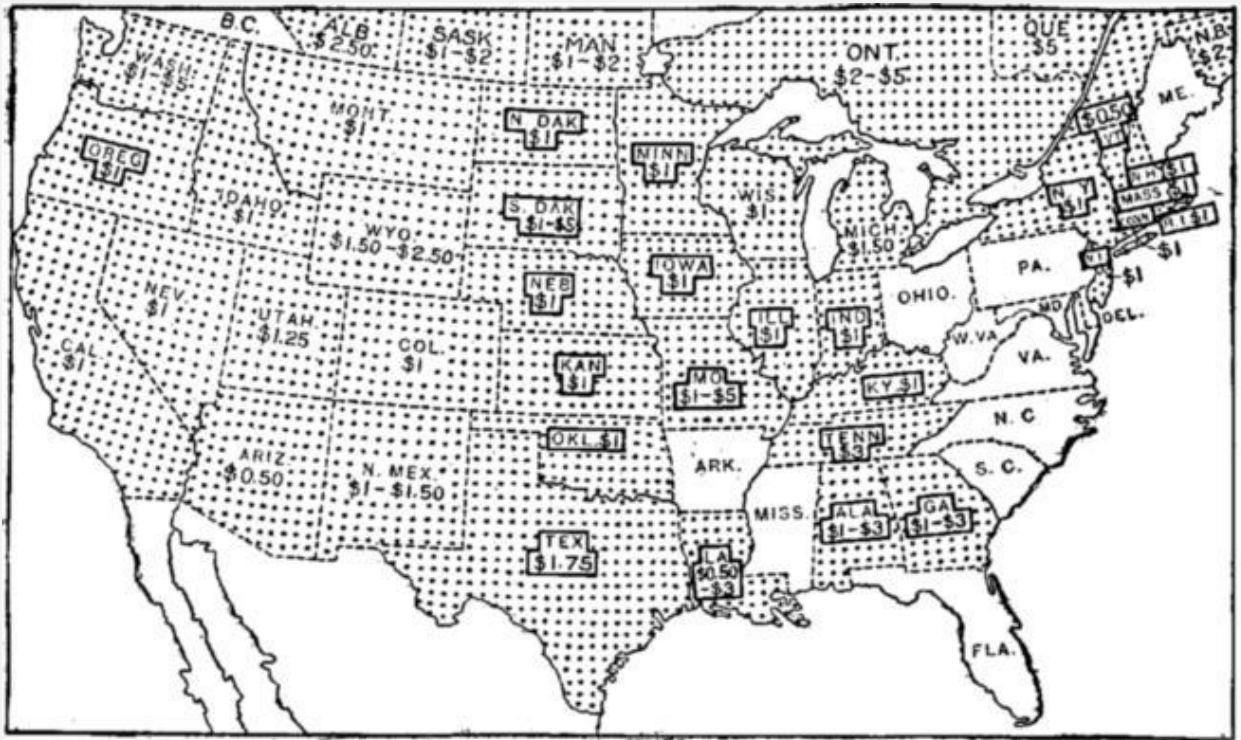 B.C.
ALB
$2.50
SASK
$1-$2
MAN
$1-$2
ONT.
$2-$5
QUE
$5
N.B.
$2-
WASH.
$1 - $5
MONT.
$1
N. DAK
$1
MINN
$1
ME.
$0.50
VT.
OREG
$1
IDAHO
$1
WYO.
$1.50-$2.50
S. DAK
$1-$5
WIS.
$1
MICH.
$1.50
N. Y
$1
N.H. $1
MASS. $1
CONN
R.I $1
$1
NEV.
$1
UTAH.
$1.25
COL.
$1
NEB
$1
IOWA
$1
ILL
$1
IND
$1
OHIO.
PA.
$1
MD.
DEL.
W.VA
VA.
CAL.
$1
KAN
$1
MO
$1-$5
KY. $1
N. C
ARIZ.
$0.50
N. MEX.
$1-$1.50
OKL. $1
ARK.
TENN
$3
S. C.
TEX
$1.75
LA
$0.50
-$3
MISS.
ALA
$1-$3
GA
$1-$3
FLA.